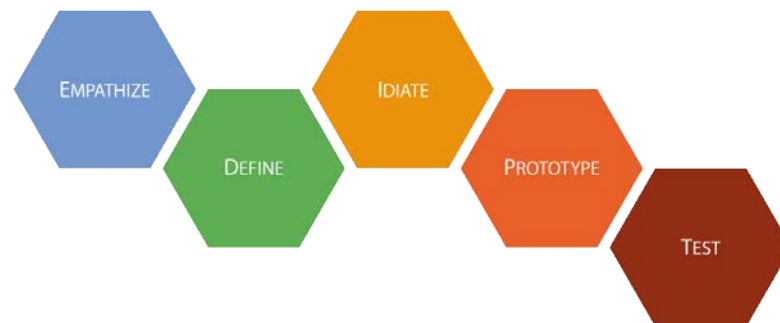 EMPATHIZE
DEFINE
IDIATE
PROTOTYPE
TEST